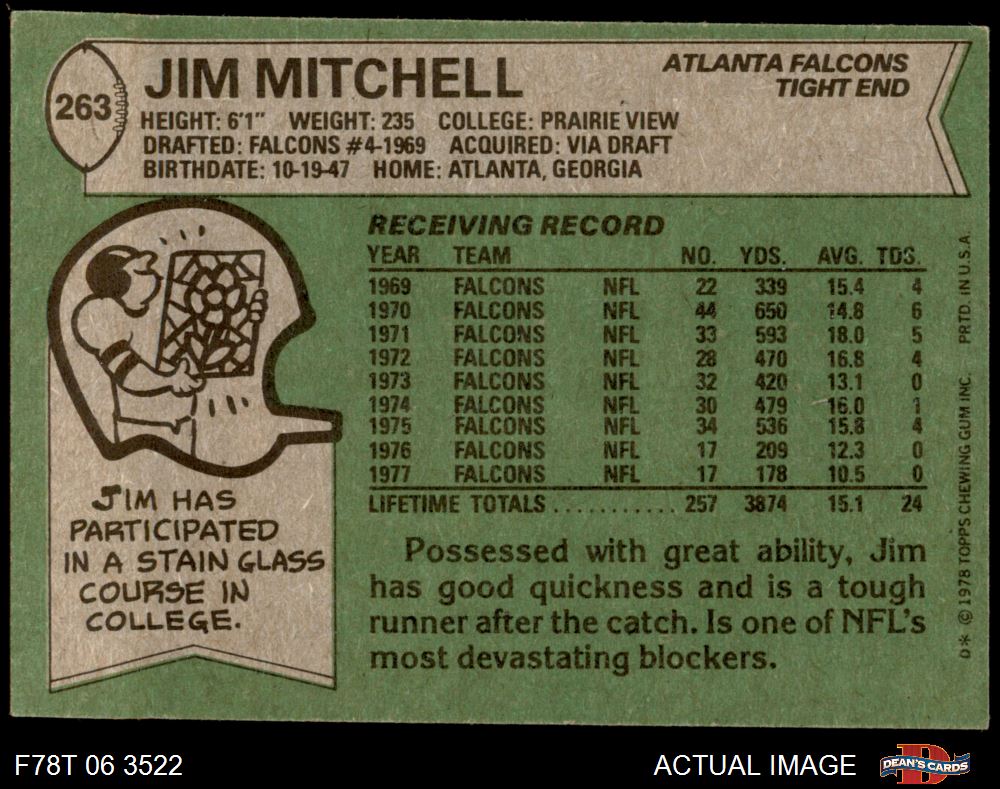 263
JIM MITCHELL
ATLANTA FALCONS
TIGHT END
HEIGHT: 6'1" WEIGHT: 235 COLLEGE: PRAIRIE VIEW
DRAFTED: FALCONS #4-1969 ACQUIRED: VIA DRAFT
BIRTHDATE: 10-19-47 HOME: ATLANTA, GEORGIA
RECEIVING RECORD
YEAR TEAM NO. YDS. AVG. TDS.
1969 FALCONS NFL 22 339 15.4 4
1970 FALCONS NFL 44 650 14.8 6
1971 FALCONS NFL 33 593 18.0 5
1972 FALCONS NFL 28 470 16.8 4
1973 FALCONS NFL 32 420 13.1 0
1974 FALCONS NFL 30 479 16.0 1
1975 FALCONS NFL 34 536 15.8 4
1976 FALCONS NFL 17 209 12.3 0
1977 FALCONS NFL 17 178 10.5 0
LIFETIME TOTALS ........... 257 3874 15.1 24
JIM HAS
PARTICIPATED
IN A STAIN GLASS
COURSE IN
COLLEGE.
Possessed with great ability, Jim
has good quickness and is a tough
runner after the catch. Is one of NFL's
most devastating blockers.
D* © 1978 TOPPS CHEWING GUM INC. PRTD. IN U.S.A.
F78T 06 3522
ACTUAL IMAGE
DEAN'S CARDS